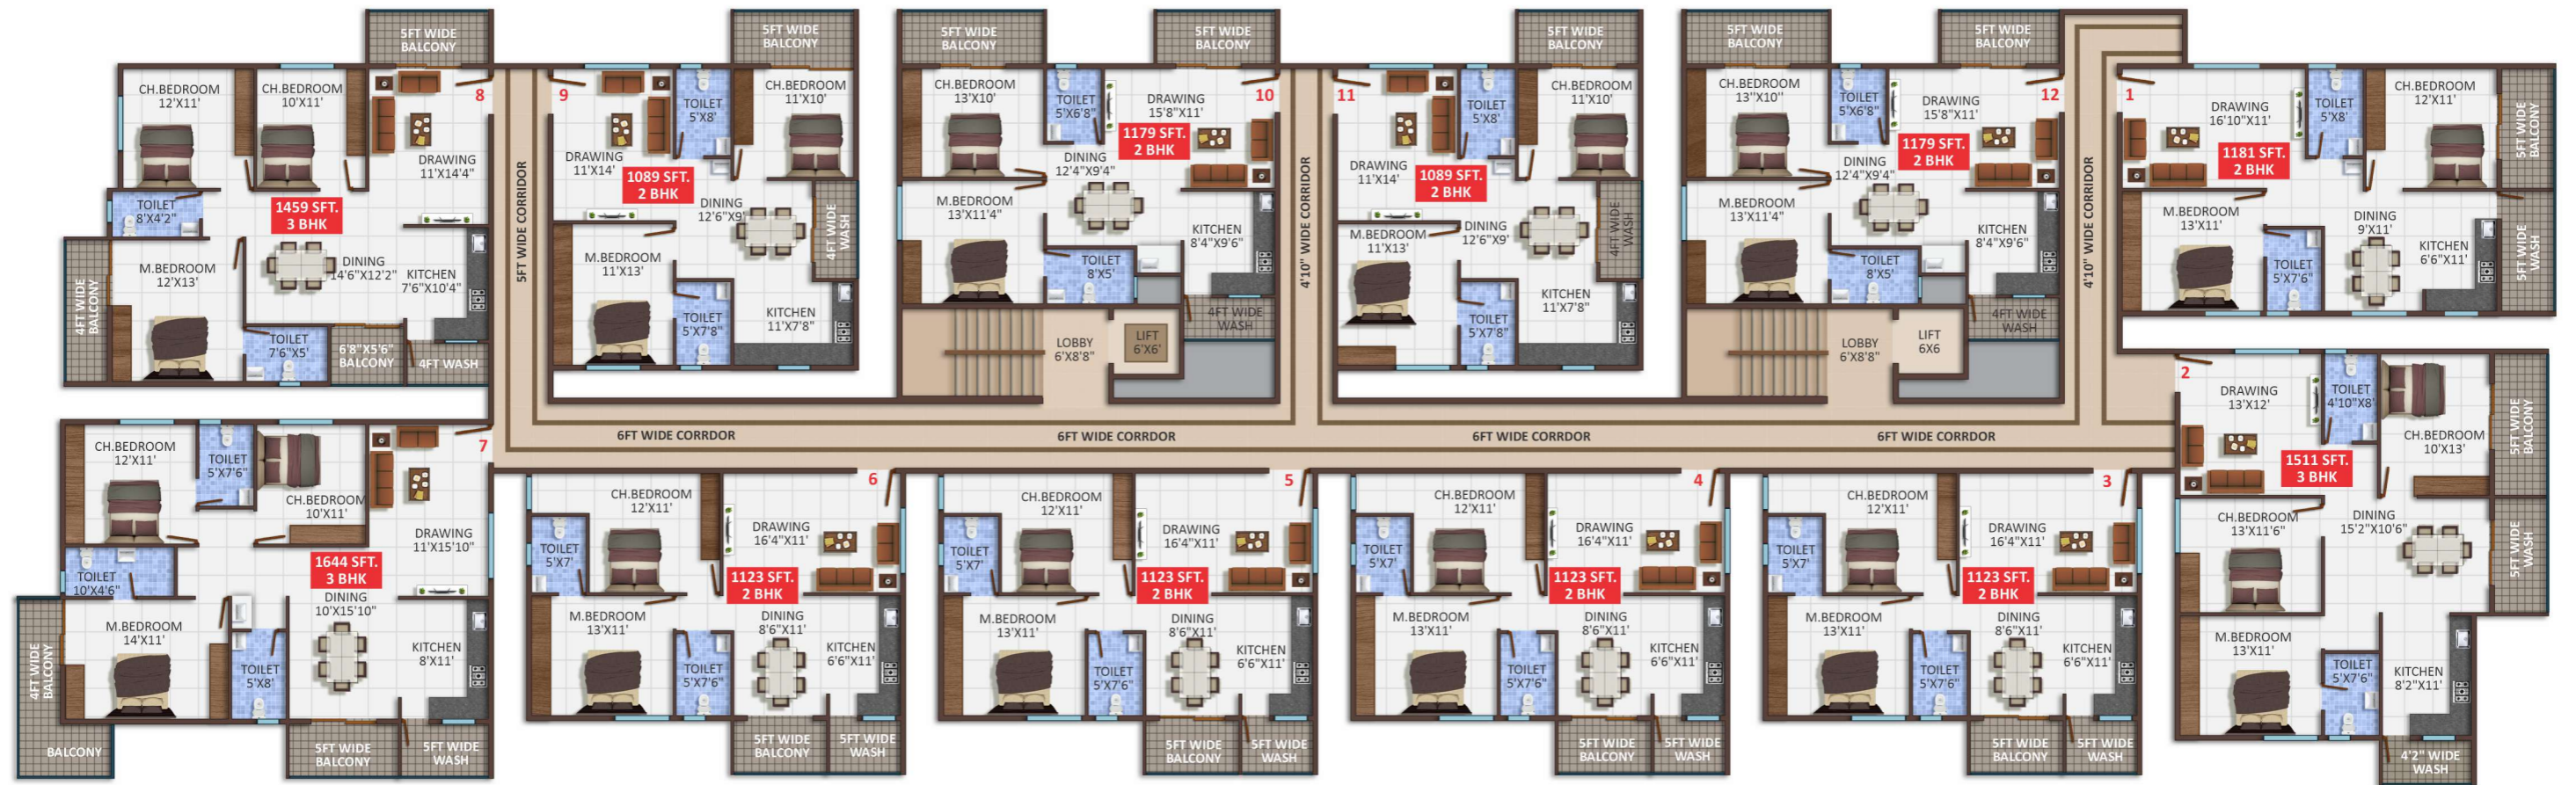 5FT WIDE
BALCONY
CH.BEDROOM
12'X11'
CH.BEDROOM
10'X11'
8
DRAWING
11'X14'4"
TOILET
8'X4'2"
1459 SFT.
3 BHK
4FT WIDE
BALCONY
M.BEDROOM
12'X13'
DINING
14'6"X12'2"
KITCHEN
7'6"X10'4"
TOILET
7'6"X5'
6'8"X5'6"
BALCONY
4FT WASH
5FT WIDE CORRIDOR
5FT WIDE
BALCONY
9
TOILET
5'X8'
CH.BEDROOM
11'X10'
DRAWING
11'X14'
1089 SFT.
2 BHK
DINING
12'6"X9'
4FT WIDE
WASH
M.BEDROOM
11'X13'
TOILET
5'X7'8"
KITCHEN
11'X7'8"
5FT WIDE
BALCONY
5FT WIDE
BALCONY
CH.BEDROOM
13'X10'
TOILET
5'X6'8"
DRAWING
15'8"X11'
10
1179 SFT.
2 BHK
DINING
12'4"X9'4"
M.BEDROOM
13'X11'4"
KITCHEN
8'4"X9'6"
TOILET
8'X5'
4FT WIDE
WASH
LOBBY
6'X8'8"
LIFT
6'X6'
4'10" WIDE CORRIDOR
5FT WIDE
BALCONY
11
TOILET
5'X8'
CH.BEDROOM
11'X10'
DRAWING
11'X14'
1089 SFT.
2 BHK
M.BEDROOM
11'X13'
DINING
12'6"X9'
4FT WIDE
WASH
TOILET
5'X7'8"
KITCHEN
11'X7'8"
5FT WIDE
BALCONY
5FT WIDE
BALCONY
CH.BEDROOM
13"X10"
TOILET
5'X6'8"
DRAWING
15'8"X11'
12
1179 SFT.
2 BHK
DINING
12'4"X9'4"
M.BEDROOM
13'X11'4"
KITCHEN
8'4"X9'6"
TOILET
8'X5'
4FT WIDE
WASH
LOBBY
6'X8'8"
LIFT
6X6
4'10" WIDE CORRIDOR
1
DRAWING
16'10"X11'
TOILET
5'X8'
CH.BEDROOM
12'X11'
5FT WIDE
BALCONY
1181 SFT.
2 BHK
M.BEDROOM
13'X11'
TOILET
5'X7'6"
DINING
9'X11'
KITCHEN
6'6"X11'
5FT WIDE
WASH
6FT WIDE CORRDOR
6FT WIDE CORRDOR
6FT WIDE CORRDOR
6FT WIDE CORRDOR
2
DRAWING
13'X12'
TOILET
4'10"X8'
CH.BEDROOM
10'X13'
5FT WIDE
BALCONY
1511 SFT.
3 BHK
CH.BEDROOM
13'X11'6"
DINING
15'2"X10'6"
5FT WIDE
WASH
M.BEDROOM
13'X11'
TOILET
5'X7'6"
KITCHEN
8'2"X11'
4'2" WIDE
WASH
CH.BEDROOM
12'X11'
TOILET
5'X7'6"
CH.BEDROOM
10'X11'
7
DRAWING
11'X15'10"
TOILET
10'X4'6"
1644 SFT.
3 BHK
DINING
10'X15'10"
M.BEDROOM
14'X11'
TOILET
5'X8'
KITCHEN
8'X11'
4FT WIDE
BALCONY
BALCONY
5FT WIDE
BALCONY
5FT WIDE
WASH
CH.BEDROOM
12'X11'
6
TOILET
5'X7'
DRAWING
16'4"X11'
1123 SFT.
2 BHK
M.BEDROOM
13'X11'
TOILET
5'X7'6"
DINING
8'6"X11'
KITCHEN
6'6"X11'
5FT WIDE
BALCONY
5FT WIDE
WASH
CH.BEDROOM
12'X11'
5
TOILET
5'X7'
DRAWING
16'4"X11'
1123 SFT.
2 BHK
M.BEDROOM
13'X11'
TOILET
5'X7'6"
DINING
8'6"X11'
KITCHEN
6'6"X11'
5FT WIDE
BALCONY
5FT WIDE
WASH
CH.BEDROOM
12'X11'
4
TOILET
5'X7'
DRAWING
16'4"X11'
1123 SFT.
2 BHK
M.BEDROOM
13'X11'
TOILET
5'X7'6"
DINING
8'6"X11'
KITCHEN
6'6"X11'
5FT WIDE
BALCONY
5FT WIDE
WASH
CH.BEDROOM
12'X11'
3
TOILET
5'X7'
DRAWING
16'4"X11'
1123 SFT.
2 BHK
M.BEDROOM
13'X11'
TOILET
5'X7'6"
DINING
8'6"X11'
KITCHEN
6'6"X11'
5FT WIDE
BALCONY
5FT WIDE
WASH